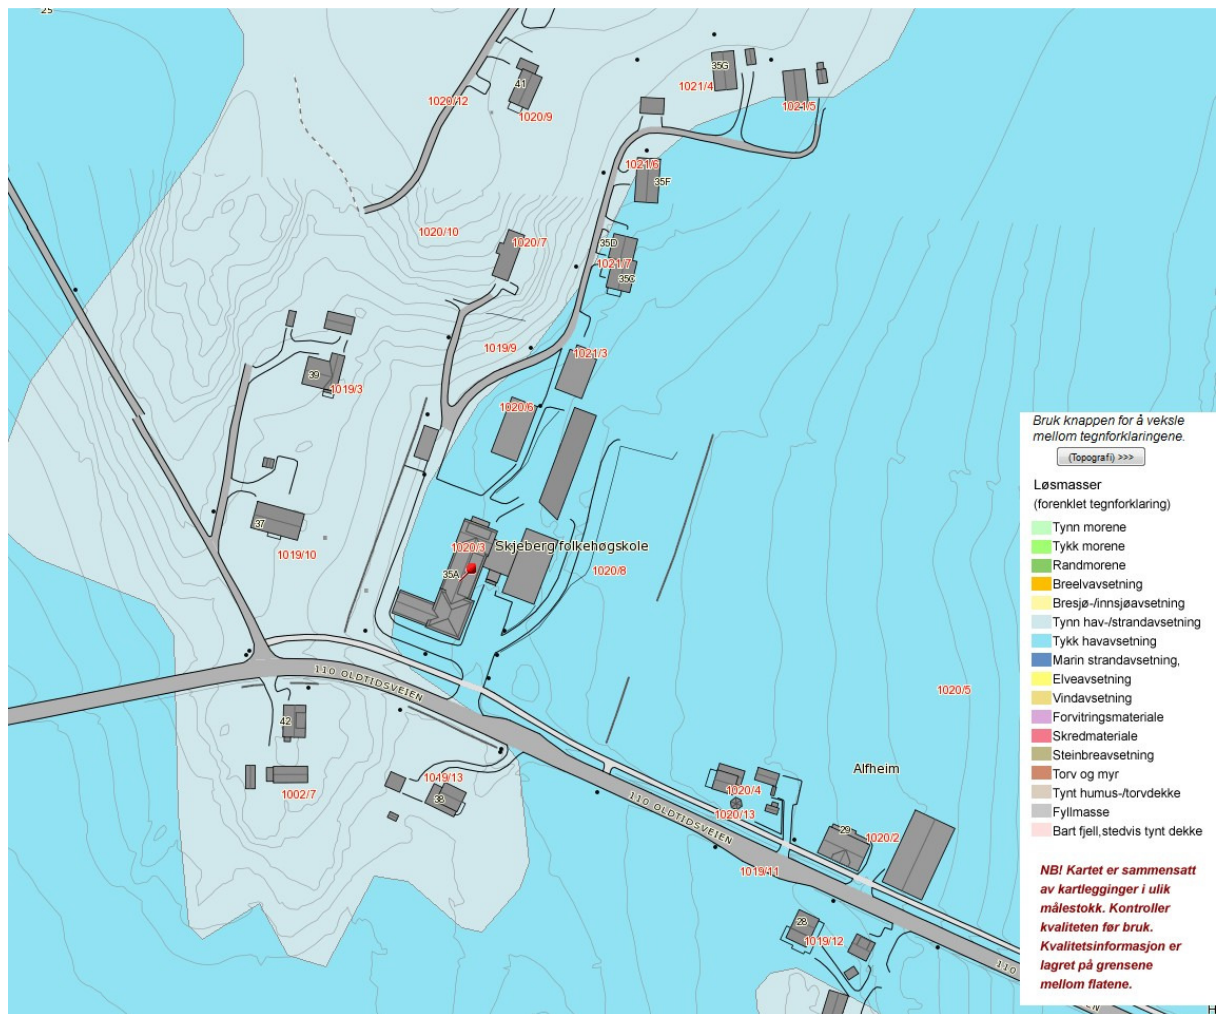 25
41
35G
1021/4
1020/12
1020/9
1021/5
1021/6
35F
1020/10
1020/7
35D
1021/7
35C
1019/9
1021/3
39
1019/3
1020/6
37
1019/10
1020/3
Skjeberg folkehøgskole
35A
1020/8
110 OLDTIDSVEIEN
42
1019/13
38
1002/7
1020/5
Alfheim
1020/4
1020/13
110 OLDTIDSVEIEN
29
1020/2
1019/11
28
1019/12
110
EN
H
Bruk knappen for å veksle
mellom tegnforklaringene.
(Topografi) >>>
Løsmasser
(forenklet tegnforklaring)
Tynn morene
Tykk morene
Randmorene
Breelvavsetning
Bresjø-/innsjøavsetning
Tynn hav-/strandavsetning
Tykk havavsetning
Marin strandavsetning,
Elveavsetning
Vindavsetning
Forvitringsmateriale
Skredmateriale
Steinbreavsetning
Torv og myr
Tynt humus-/torvdekke
Fyllmasse
Bart fjell,stedvis tynt dekke
NB! Kartet er sammensatt
av kartlegginger i ulik
målestokk. Kontroller
kvaliteten før bruk.
Kvalitetsinformasjon er
lagret på grensene
mellom flatene.